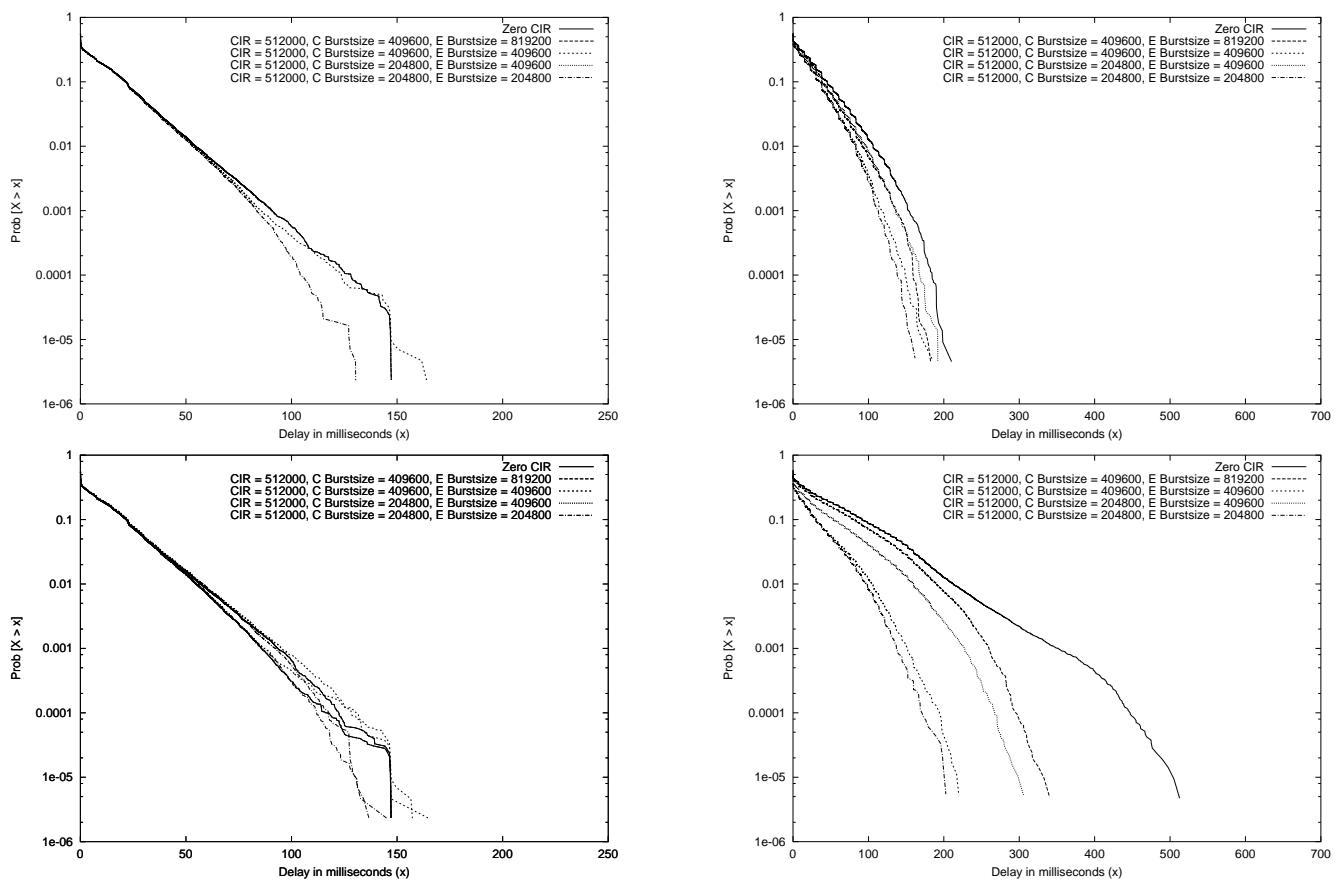 1
0.1
0.01
0.001
0.0001
1e-05
1e-06
0 50 100 150 200 250
Prob [X > x]
Delay in milliseconds (x)
Zero CIR
CIR = 512000, C Burstsize = 409600, E Burstsize = 819200
CIR = 512000, C Burstsize = 409600, E Burstsize = 409600
CIR = 512000, C Burstsize = 204800, E Burstsize = 409600
CIR = 512000, C Burstsize = 204800, E Burstsize = 204800
1
0.1
0.01
0.001
0.0001
1e-05
1e-06
0 100 200 300 400 500 600 700
Prob [X > x]
Delay in milliseconds (x)
Zero CIR
CIR = 512000, C Burstsize = 409600, E Burstsize = 819200
CIR = 512000, C Burstsize = 409600, E Burstsize = 409600
CIR = 512000, C Burstsize = 204800, E Burstsize = 409600
CIR = 512000, C Burstsize = 204800, E Burstsize = 204800
1
0.1
0.01
0.001
0.0001
1e-05
1e-06
0 50 100 150 200 250
Prob [X > x]
Delay in milliseconds (x)
Zero CIR
CIR = 512000, C Burstsize = 409600, E Burstsize = 819200
CIR = 512000, C Burstsize = 409600, E Burstsize = 409600
CIR = 512000, C Burstsize = 204800, E Burstsize = 409600
CIR = 512000, C Burstsize = 204800, E Burstsize = 204800
1
0.1
0.01
0.001
0.0001
1e-05
1e-06
0 100 200 300 400 500 600 700
Prob [X > x]
Delay in milliseconds (x)
Zero CIR
CIR = 512000, C Burstsize = 409600, E Burstsize = 819200
CIR = 512000, C Burstsize = 409600, E Burstsize = 409600
CIR = 512000, C Burstsize = 204800, E Burstsize = 409600
CIR = 512000, C Burstsize = 204800, E Burstsize = 204800